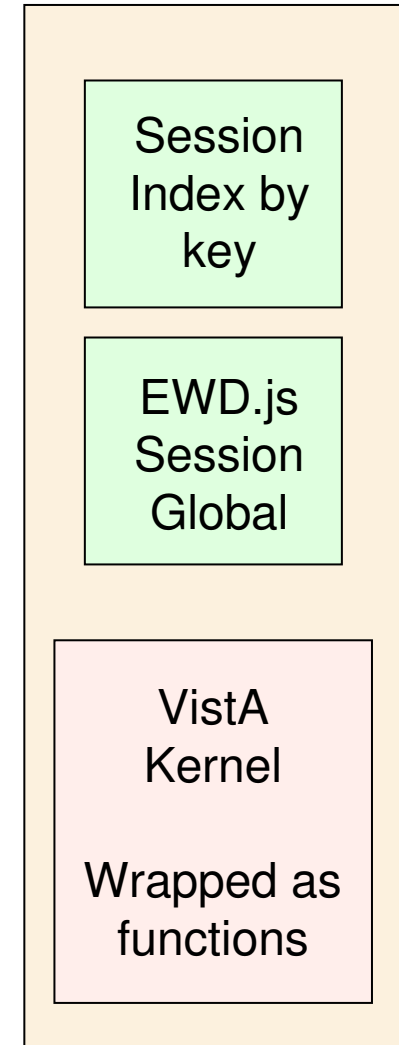 Session
Index by
key
EWD.js
Session
Global
VistA
Kernel
Wrapped as
functions